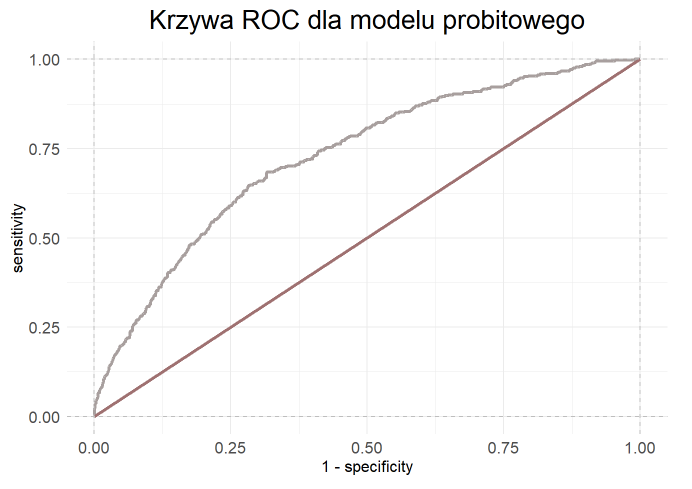 Krzywa ROC dla modelu probitowego
1.00
0.75
0.50
0.25
0.00
sensitivity
0.00 0.25 0.50 0.75 1.00
1 - specificity